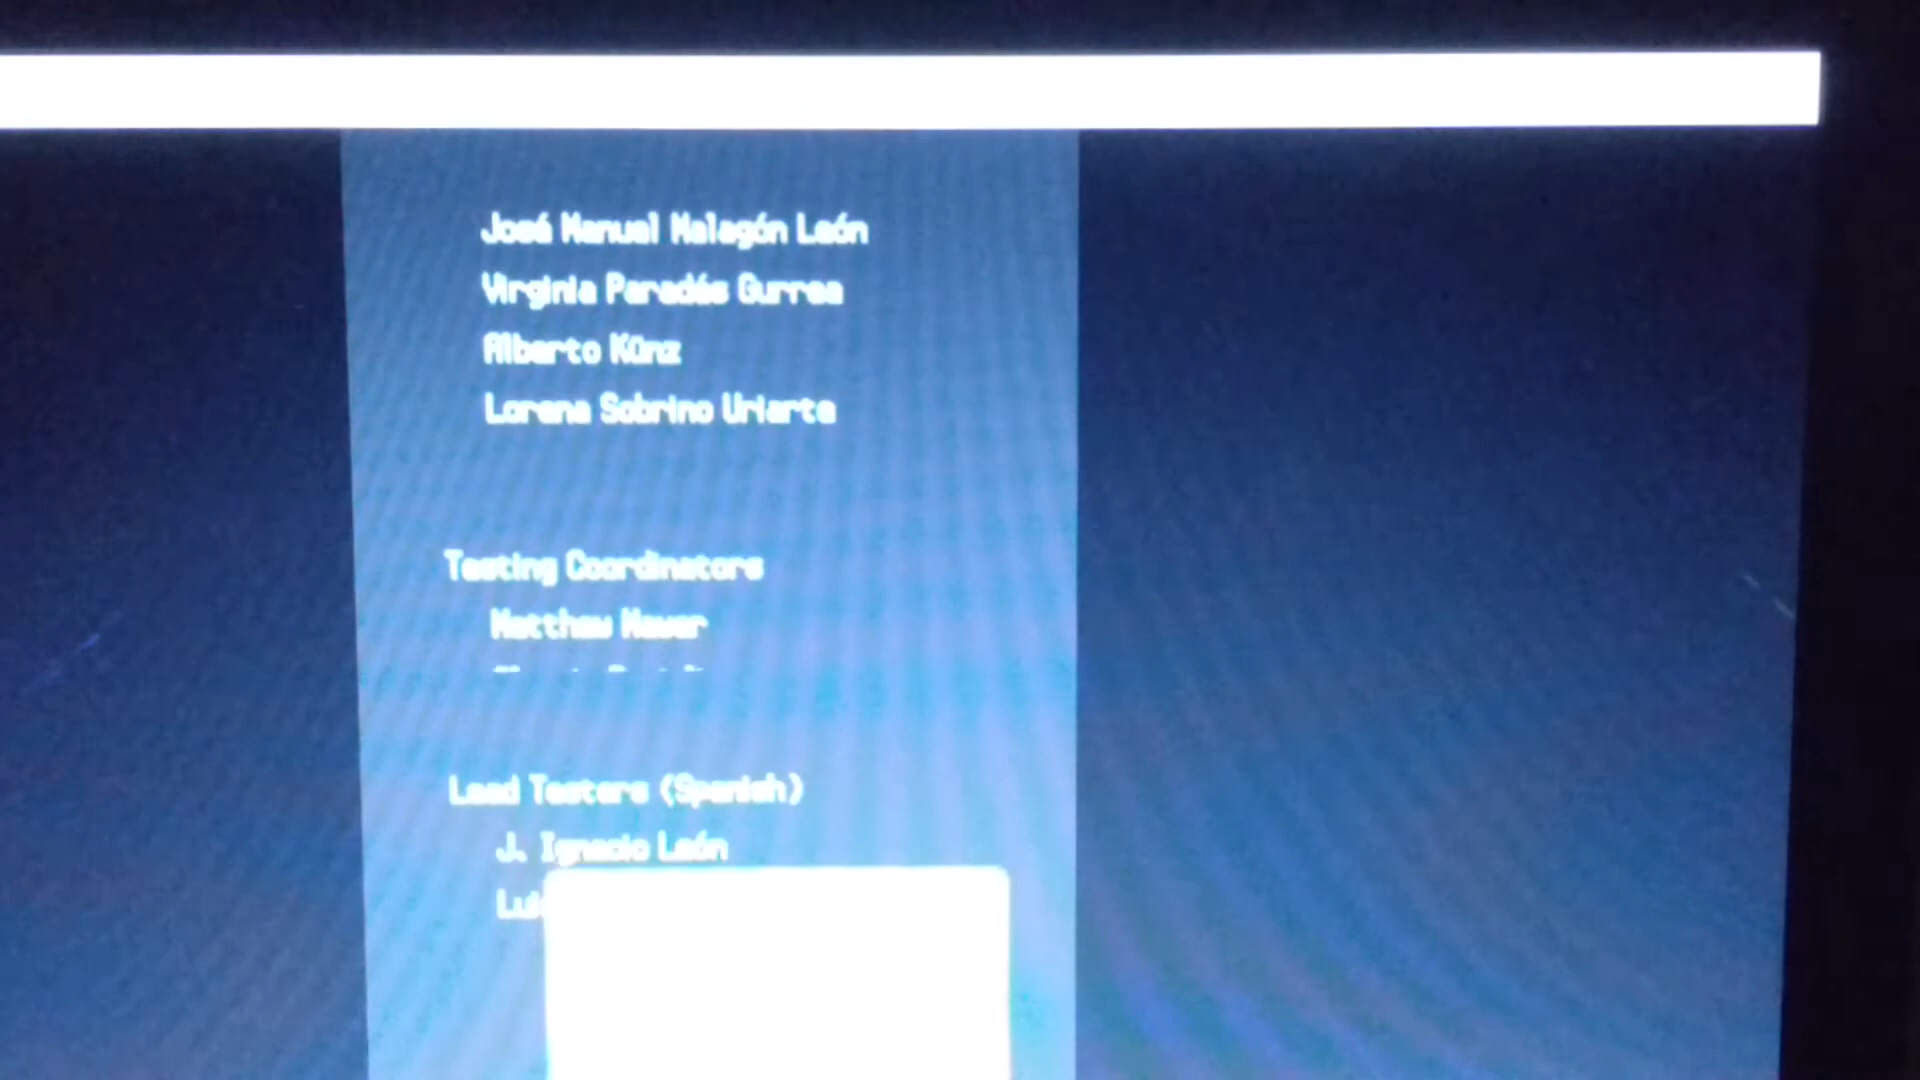 José Manuel Malagón León
Virginia Paradés Gurrea
Alberto Künz
Lorena Sobrino Uriarte
Testing Coordinators
Matthew
Lead Testers (Spanish)
J. Ignacio León